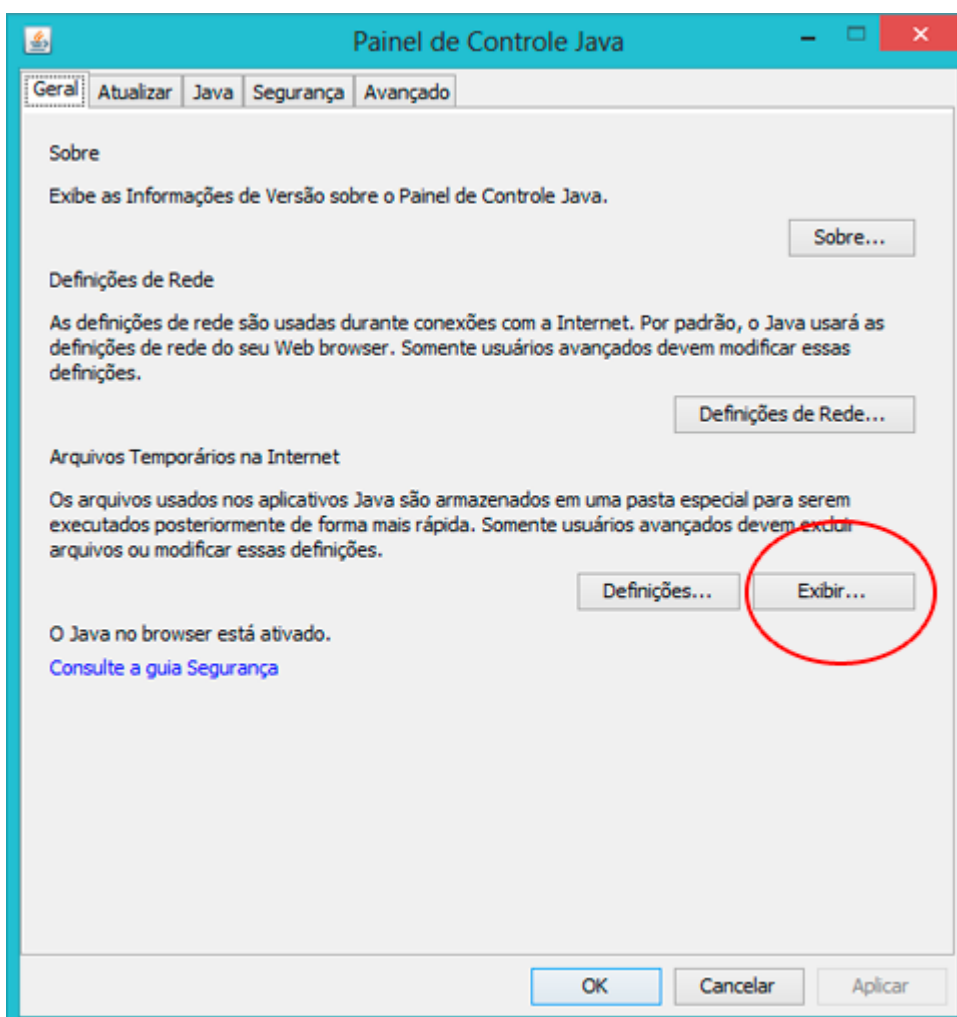 Painel de Controle Java
Geral Atualizar Java Segurança Avançado
Sobre
Exibe as Informações de Versão sobre o Painel de Controle Java.
Sobre...
Definições de Rede
As definições de rede são usadas durante conexões com a Internet. Por padrão, o Java usará as
definições de rede do seu Web browser. Somente usuários avançados devem modificar essas
definições.
Definições de Rede...
Arquivos Temporários na Internet
Os arquivos usados nos aplicativos Java são armazenados em uma pasta especial para serem
executados posteriormente de forma mais rápida. Somente usuários avançados devem excluir
arquivos ou modificar essas definições.
Definições... Exibir...
O Java no browser está ativado.
Consulte a guia Segurança
OK Cancelar Aplicar